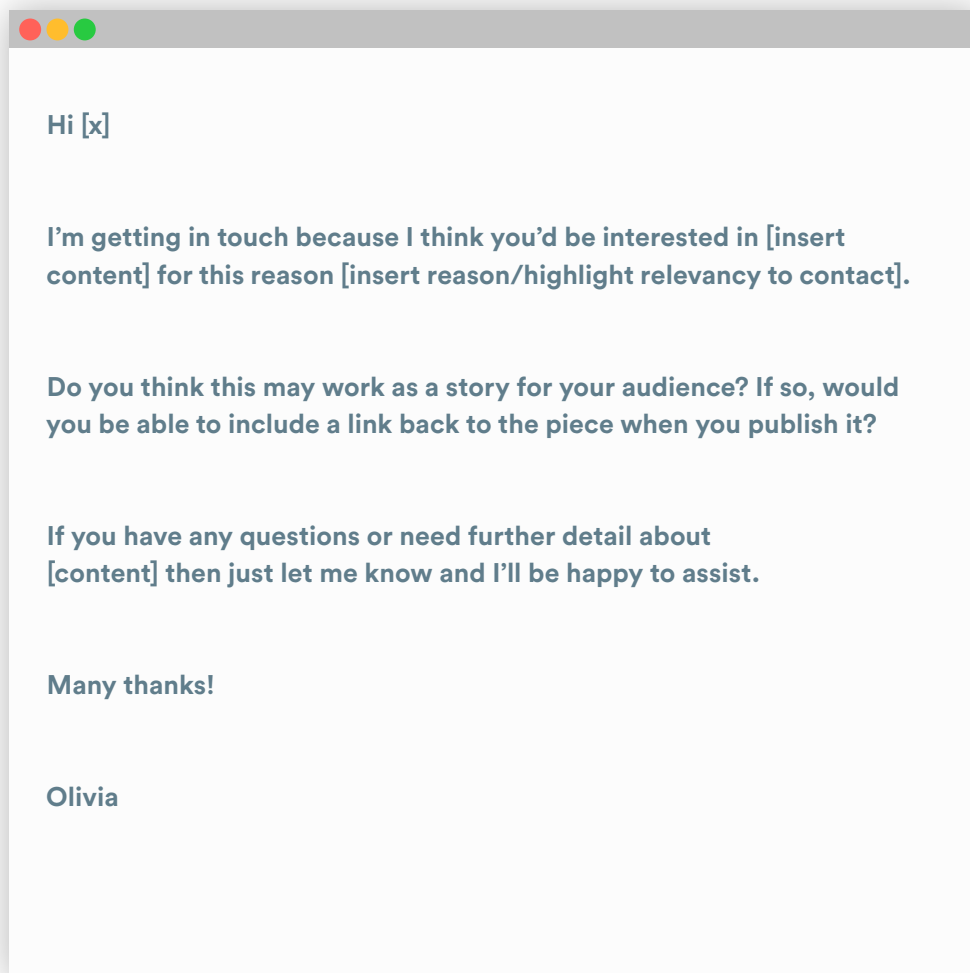 Hi [x]
I’m getting in touch because I think you’d be interested in [insert
content] for this reason [insert reason/highlight relevancy to contact].
Do you think this may work as a story for your audience? If so, would
you be able to include a link back to the piece when you publish it?
If you have any questions or need further detail about
[content] then just let me know and I’ll be happy to assist.
Many thanks!
Olivia